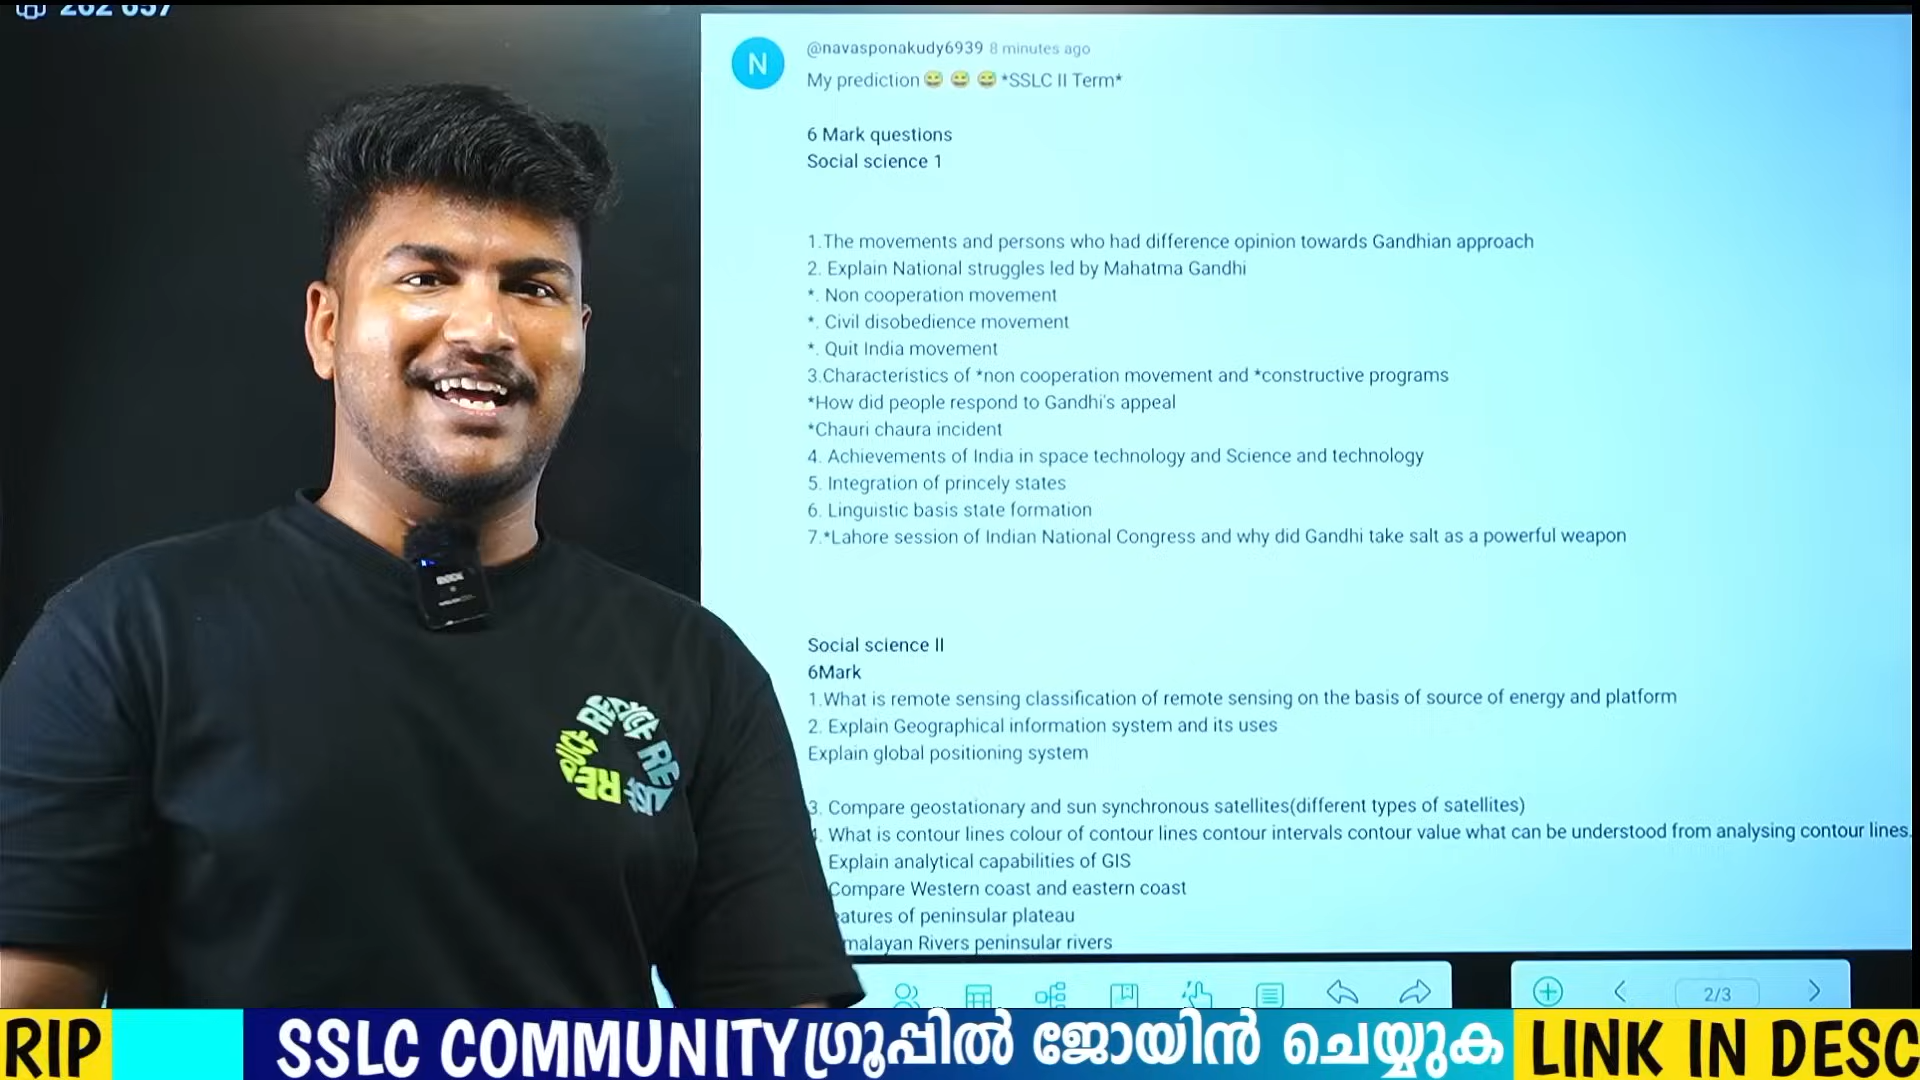 N
@navasponakudy6939 8 minutes ago
My prediction 😅 😅 😅 *SSLC II Term*
6 Mark questions
Social science 1
1.The movements and persons who had difference opinion towards Gandhian approach
2. Explain National struggles led by Mahatma Gandhi
*. Non cooperation movement
*. Civil disobedience movement
*. Quit India movement
3.Characteristics of *non cooperation movement and *constructive programs
*How did people respond to Gandhi's appeal
*Chauri chaura incident
4. Achievements of India in space technology and Science and technology
5. Integration of princely states
6. Linguistic basis state formation
7.*Lahore session of Indian National Congress and why did Gandhi take salt as a powerful weapon
Social science II
6Mark
1.What is remote sensing classification of remote sensing on the basis of source of energy and platform
2. Explain Geographical information system and its uses
Explain global positioning system
3. Compare geostationary and sun synchronous satellites(different types of satellites)
. What is contour lines colour of contour lines contour intervals contour value what can be understood from analysing contour lines.
Explain analytical capabilities of GIS
Compare Western coast and eastern coast
atures of peninsular plateau
malayan Rivers peninsular rivers
2/3
RECYCLE REUSE REDUCE
RIP
SSLC COMMUNITY ഗ്രൂപ്പിൽ ജോയിൻ ചെയ്യുക
LINK IN DESC